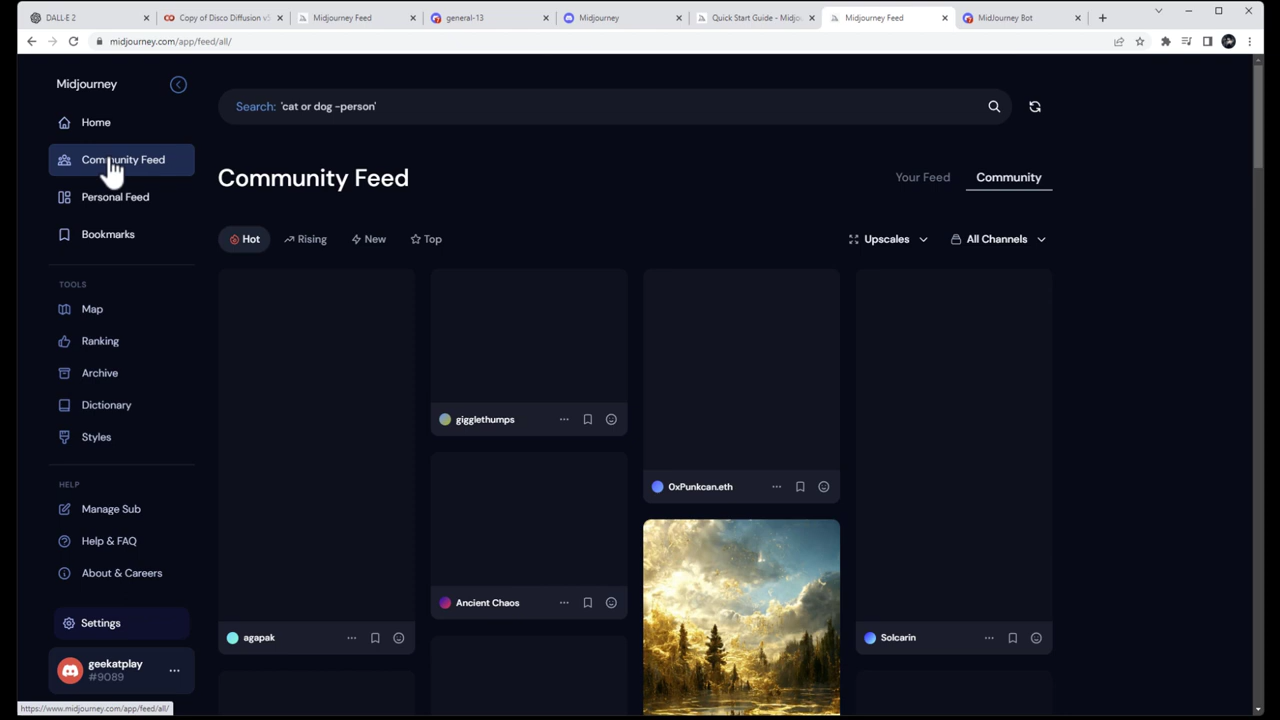 DALL-E 2
Copy of Disco Diffusion v5
Midjourney Feed
general-13
Midjourney
Quick Start Guide - Midjou
Midjourney Feed
MidJourney Bot
midjourney.com/app/feed/all/
Midjourney
Home
Community Feed
Personal Feed
Bookmarks
TOOLS
Map
Ranking
Archive
Dictionary
Styles
HELP
Manage Sub
Help & FAQ
About & Careers
Settings
geekatplay
#9089
https://www.midjourney.com/app/feed/all/
Search: 'cat or dog -person'
Community Feed
Your Feed
Community
Hot
Rising
New
Top
Upscales
All Channels
gigglethumps
0xPunkcan.eth
Ancient Chaos
agapak
Solcarin